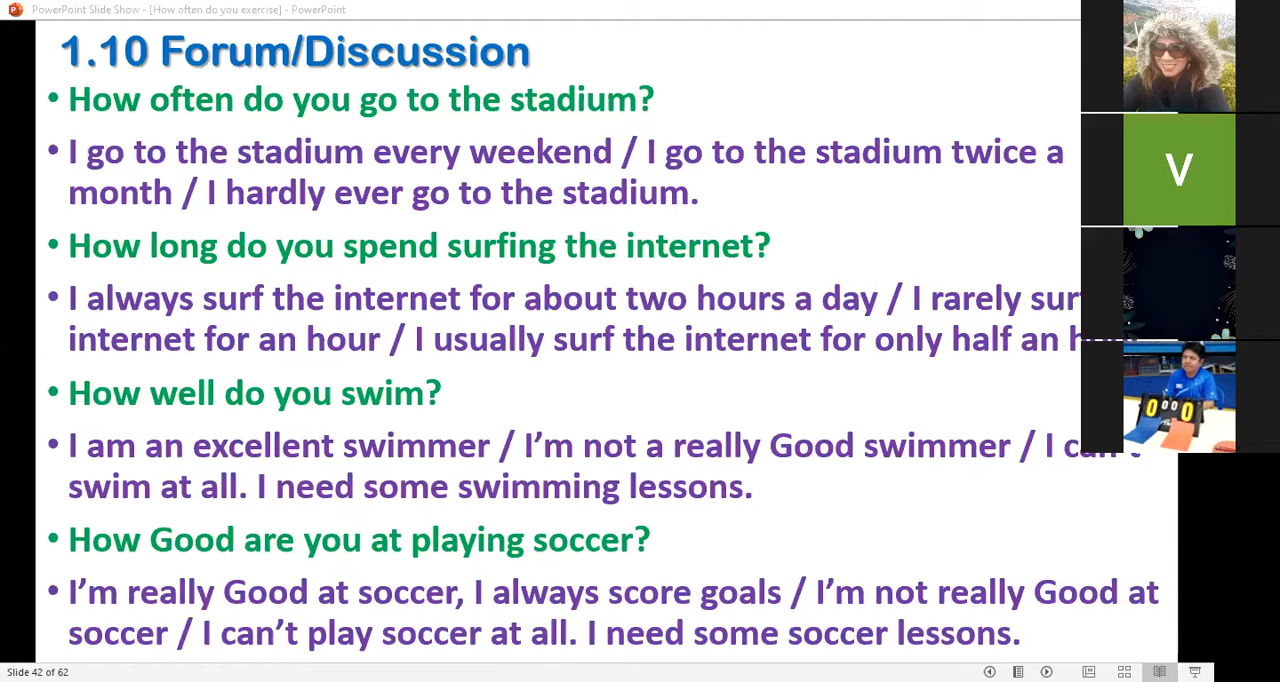 PowerPoint Slide Show - [How often do you exercise] - PowerPoint
1.10 Forum/Discussion
• How often do you go to the stadium?
• I go to the stadium every weekend / I go to the stadium twice a
month / I hardly ever go to the stadium.
• How long do you spend surfing the internet?
• I always surf the internet for about two hours a day / I rarely
internet for an hour / I usually surf the internet for only half an
• How well do you swim?
• I am an excellent swimmer / I'm not a really Good swimmer / I
swim at all. I need some swimming lessons.
• How Good are you at playing soccer?
• I'm really Good at soccer, I always score goals / I'm not really Good at
soccer / I can't play soccer at all. I need some soccer lessons.
V
0 00 0
Slide 42 of 62